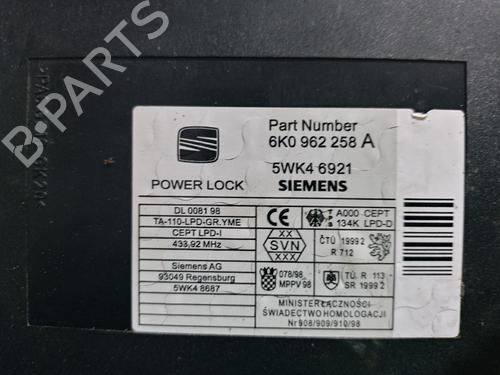 B-PARTS
Part Number
6K0 962 258 A
5WK4 6921
POWER LOCK SIEMENS
DL 0081 98
TA-110-LPD-GR.YME
CEPT LPD-I
433,92 MHz
Siemens AG
93049 Regensburg
5WK4 8687
CE
XX
SVN
XXX
T A000 CEPT
D 134K LPD-D
ČTÚ 1999 2
R 712
078/98
MPPV 98
TÚ. R 113
SR 1999 2
MINISTER ŁĄCZNOŚCI
ŚWIADECTWO HOMOLOGACJI
Nr 908/909/910/98